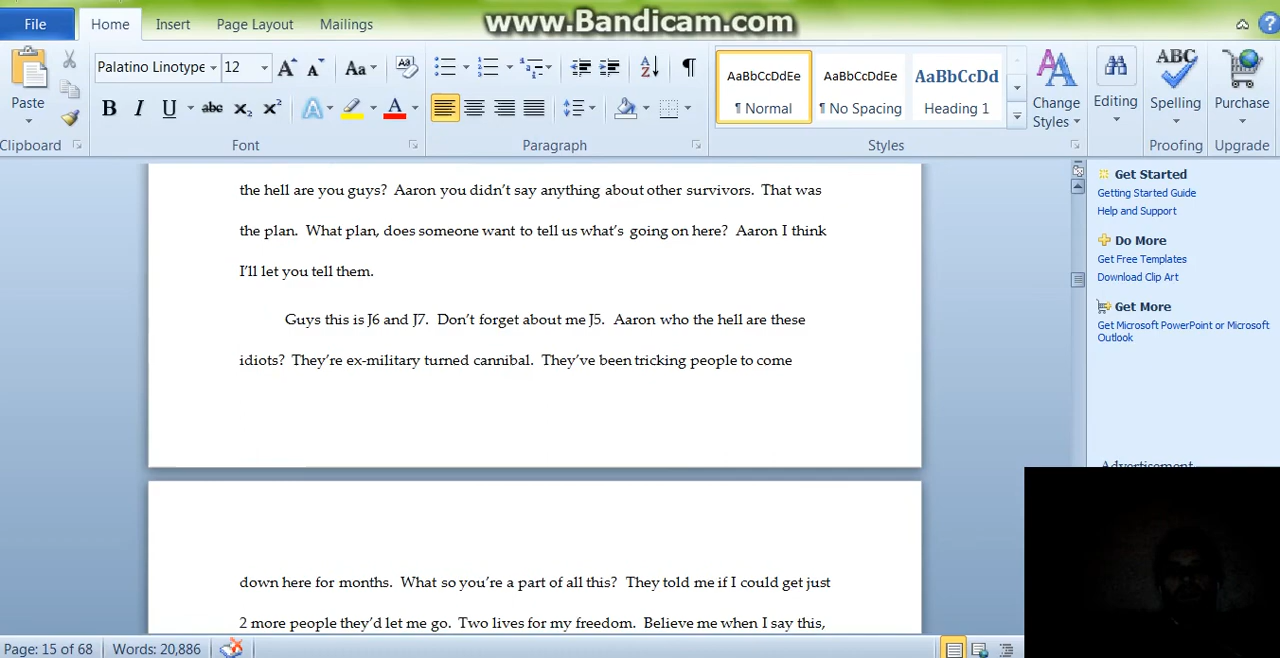 www.Bandicam.com
File Home Insert Page Layout Mailings
Palatino Linotype 12
Paste
Clipboard Font Paragraph
AaBbCcDdEe AaBbCcDdEe AaBbCcDd
¶ Normal ¶ No Spacing Heading 1
Change Styles
Styles
Editing
Spelling
Proofing
Purchase
Upgrade
the hell are you guys? Aaron you didn't say anything about other survivors. That was
the plan. What plan, does someone want to tell us what's going on here? Aaron I think
I'll let you tell them.
Guys this is J6 and J7. Don't forget about me J5. Aaron who the hell are these
idiots? They're ex-military turned cannibal. They've been tricking people to come
down here for months. What so you're a part of all this? They told me if I could get just
2 more people they'd let me go. Two lives for my freedom. Believe me when I say this,
Get Started
Getting Started Guide
Help and Support
Do More
Get Free Templates
Download Clip Art
Get More
Get Microsoft PowerPoint or Microsoft
Outlook
Advertisement
Page: 15 of 68 Words: 20,886